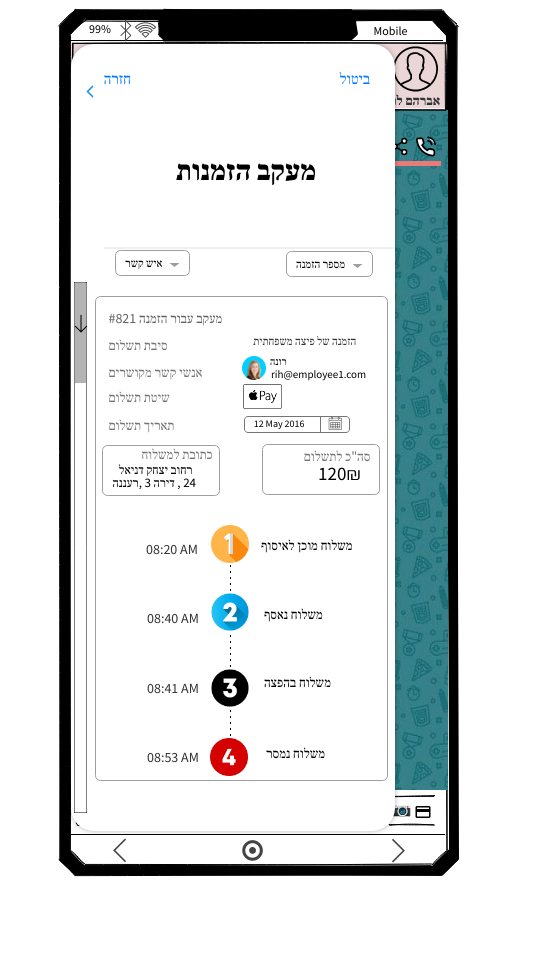 99%
Mobile
אברהם לו
חזרה
ביטול
מעקב הזמנות
מספר הזמנה
איש קשר
מעקב עבור הזמנה 821#
סיבת תשלום
הזמנה של פיצה משפחתית
אנשי קשר מקושרים
רונה
rih@employee1.com
שיטת תשלום
Pay
תאריך תשלום
12 May 2016
סה"כ לתשלום
120₪
כתובת למשלוח
רחוב יצחק דניאל
24 , דירה 3 ,רעננה
משלוח מוכן לאיסוף
1
08:20 AM
משלוח נאסף
2
08:40 AM
משלוח בהפצה
3
08:41 AM
משלוח נמסר
4
08:53 AM